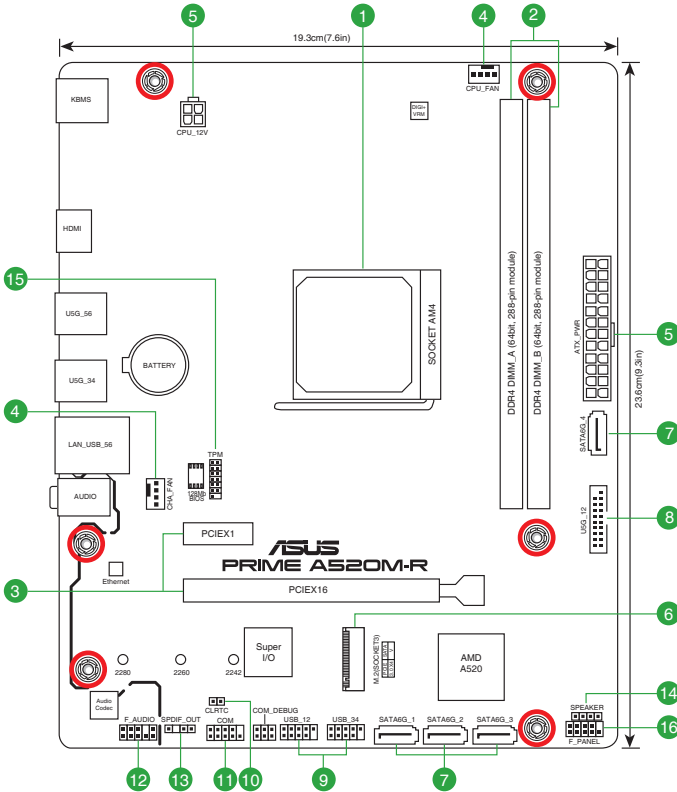 5
1
4
2
19.3cm(7.6in)
KBMS
CPU_12V
CPU_FAN
DIGI+
VRM
HDMI
15
SOCKET AM4
DDR4 DIMM_A (64bit, 288-pin module)
DDR4 DIMM_B (64bit, 288-pin module)
ATX_PWR
5
23.6cm(9.3in)
U5G_56
BATTERY
U5G_34
4
SATA6G_4
7
LAN_USB_56
TPM
CHA_FAN
128Mb
BIOS
AUDIO
U5G_12
8
PCIEX1
ASUS
PRIME A520M-R
Ethernet
3
PCIEX16
6
Super
I/O
M.2(SOCKET3)
PCIE
SATA
V
AMD
A520
2280
2260
2242
Audio
Codec
CLRTC
14
SPEAKER
F_AUDIO
SPDIF_OUT
COM
COM_DEBUG
USB_12
USB_34
SATA6G_1
SATA6G_2
SATA6G_3
16
F_PANEL
12
13
11
10
9
7